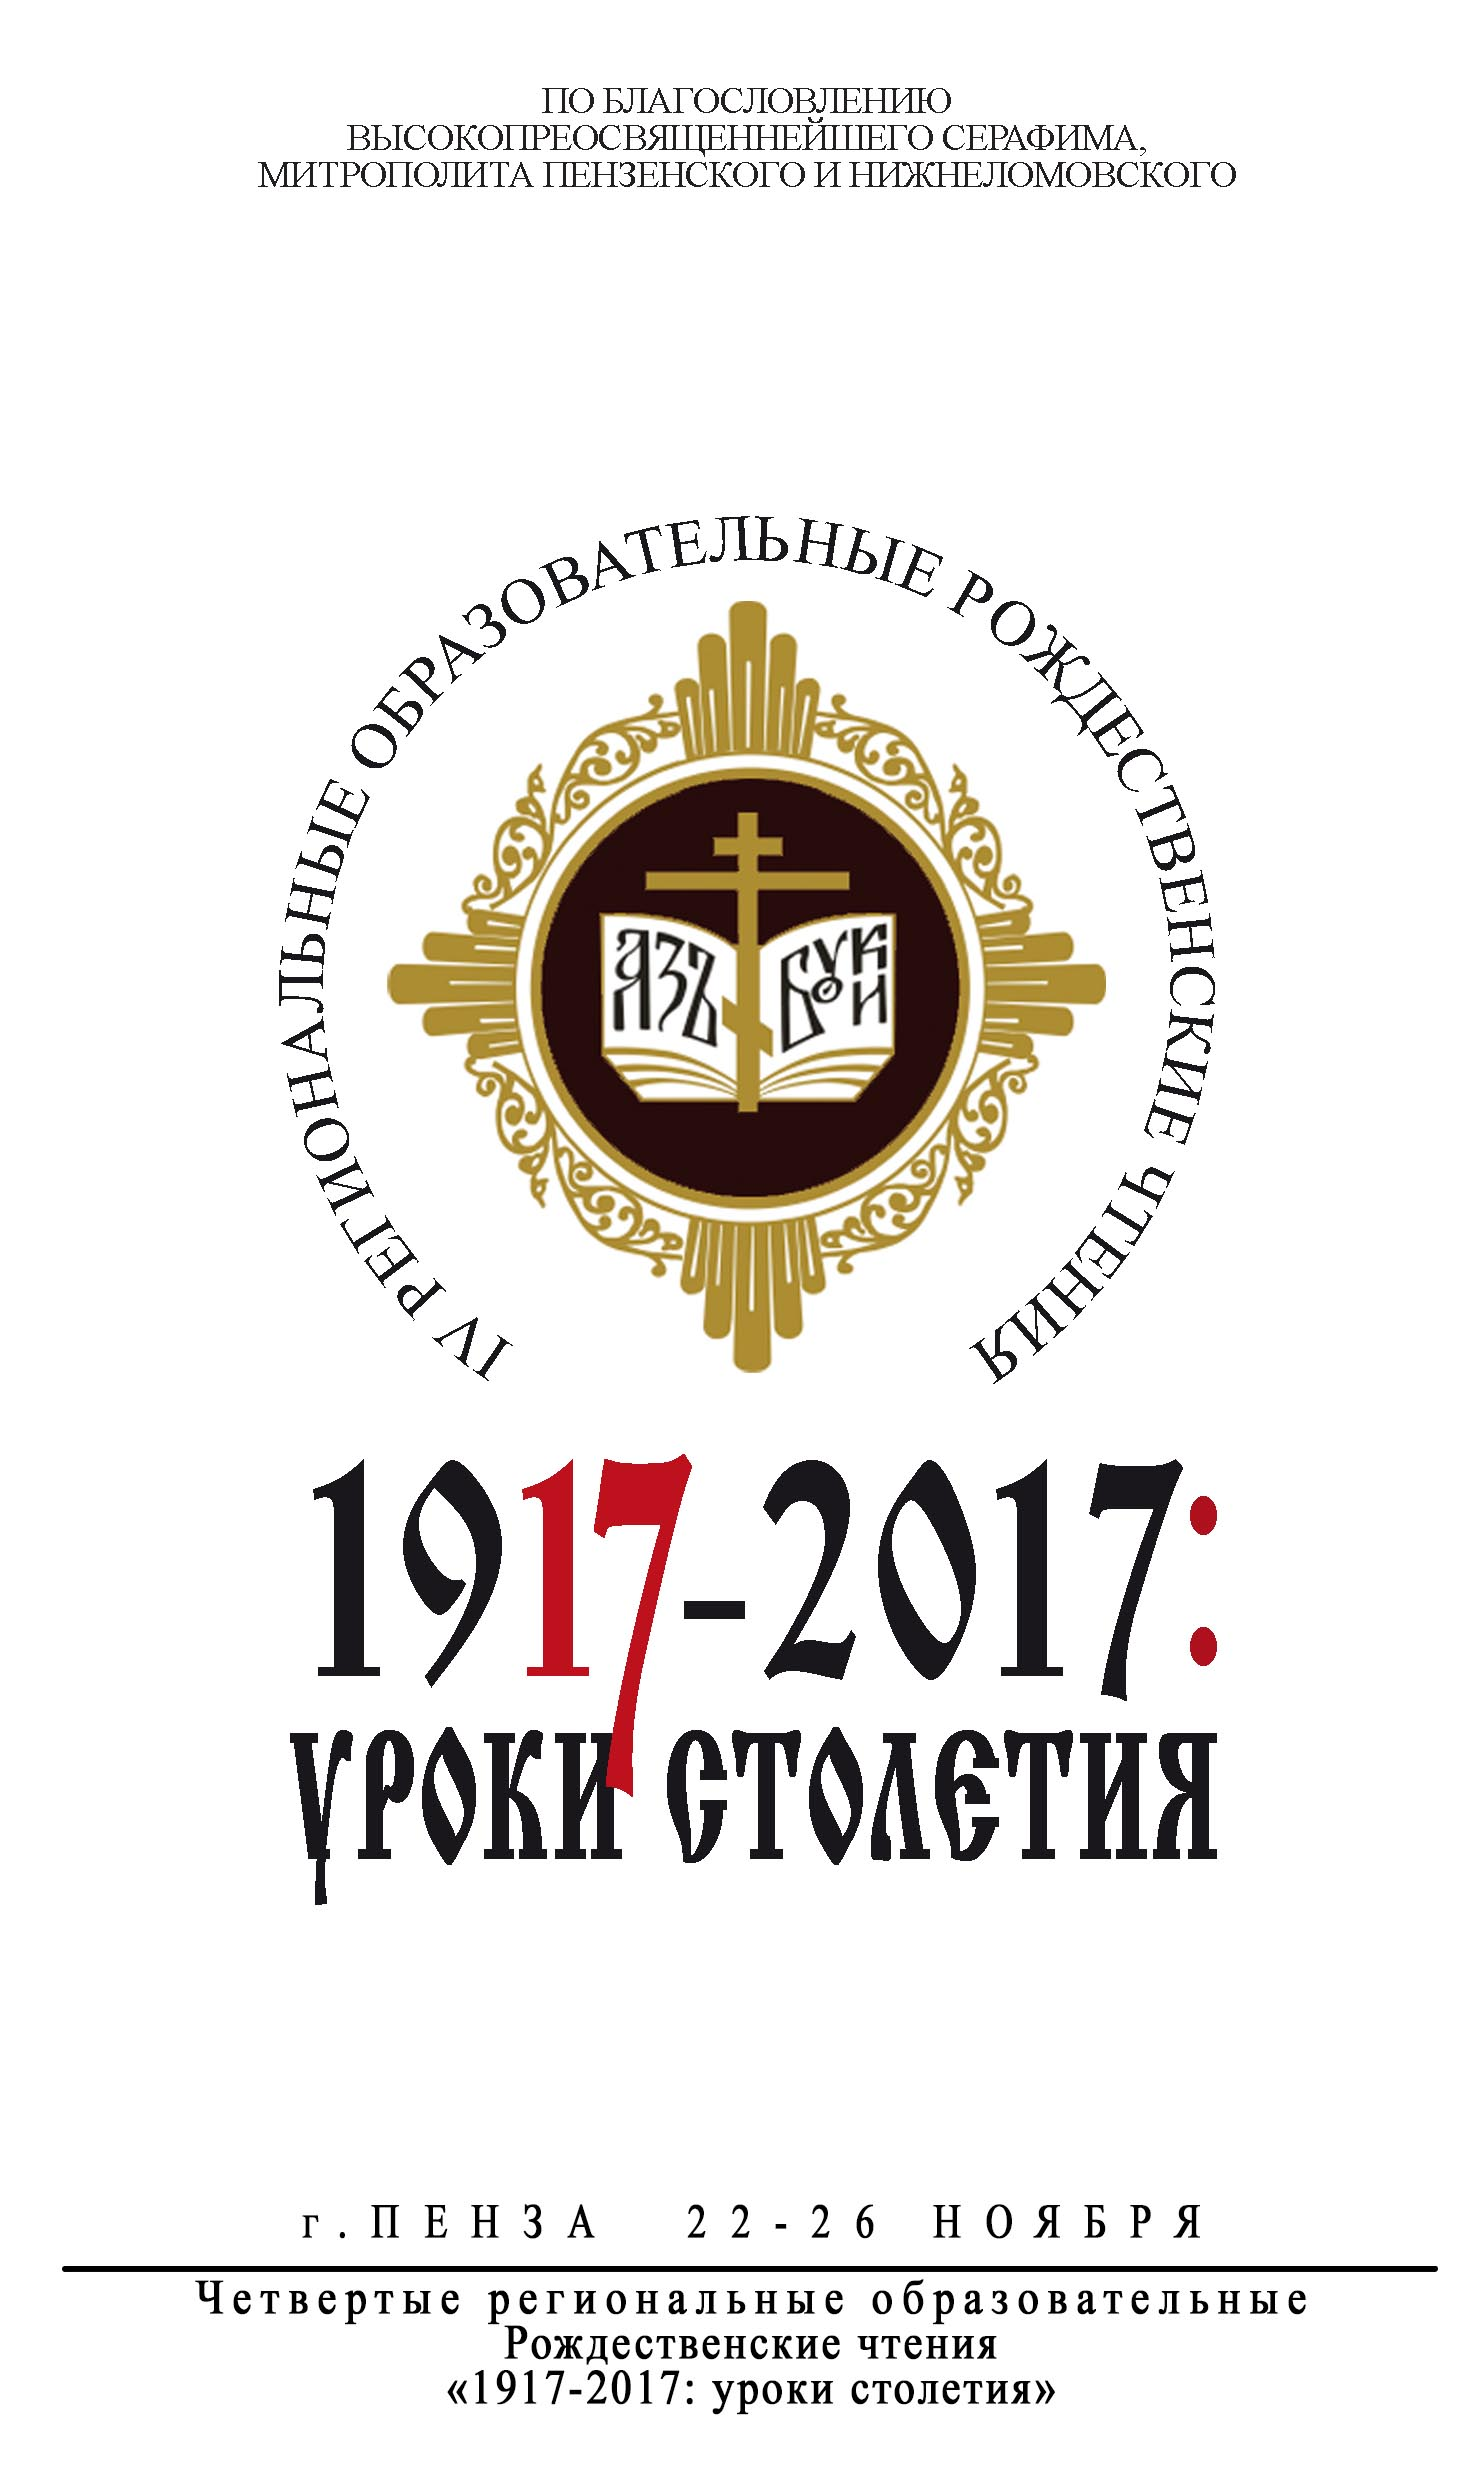 ПО БЛАГОСЛОВЛЕНИЮ
ВЫСОКОПРЕОСВЯЩЕННЕЙШЕГО СЕРАФИМА,
МИТРОПОЛИТА ПЕНЗЕНСКОГО И НИЖНЕЛОМОВСКОГО
IV РЕГИОНАЛЬНЫЕ ОБРАЗОВАТЕЛЬНЫЕ РОЖДЕСТВЕНСКИЕ ЧТЕНИЯ
АЗЪ БУКИ
1917–2017:
УРОКИ СТОЛЕТИЯ
г. ПЕНЗА 22-26 НОЯБРЯ
Четвертые региональные образовательные
Рождественские чтения
«1917-2017: уроки столетия»